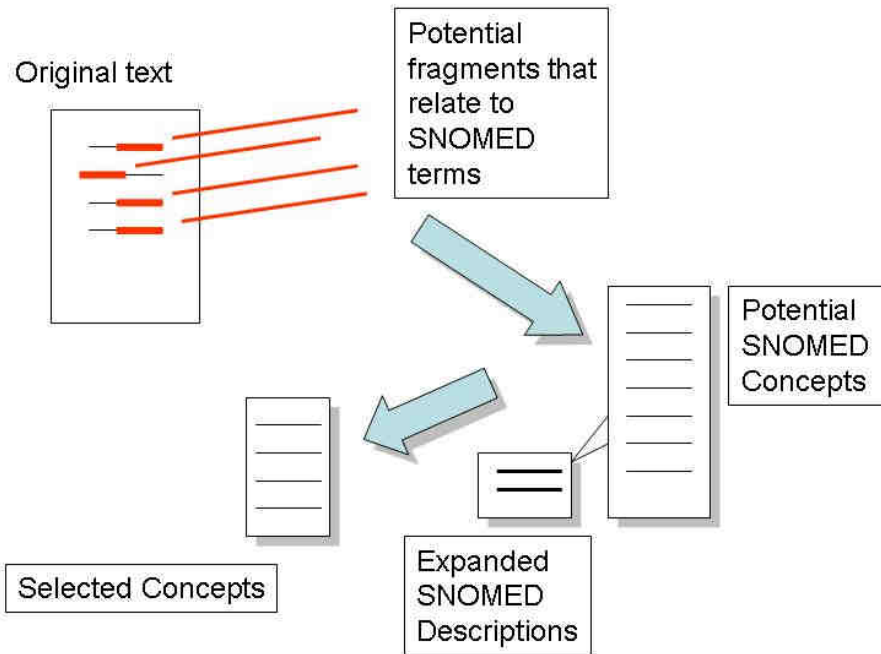 Original text
Potential
fragments that
relate to
SNOMED
terms
Potential
SNOMED
Concepts
Selected Concepts
Expanded
SNOMED
Descriptions